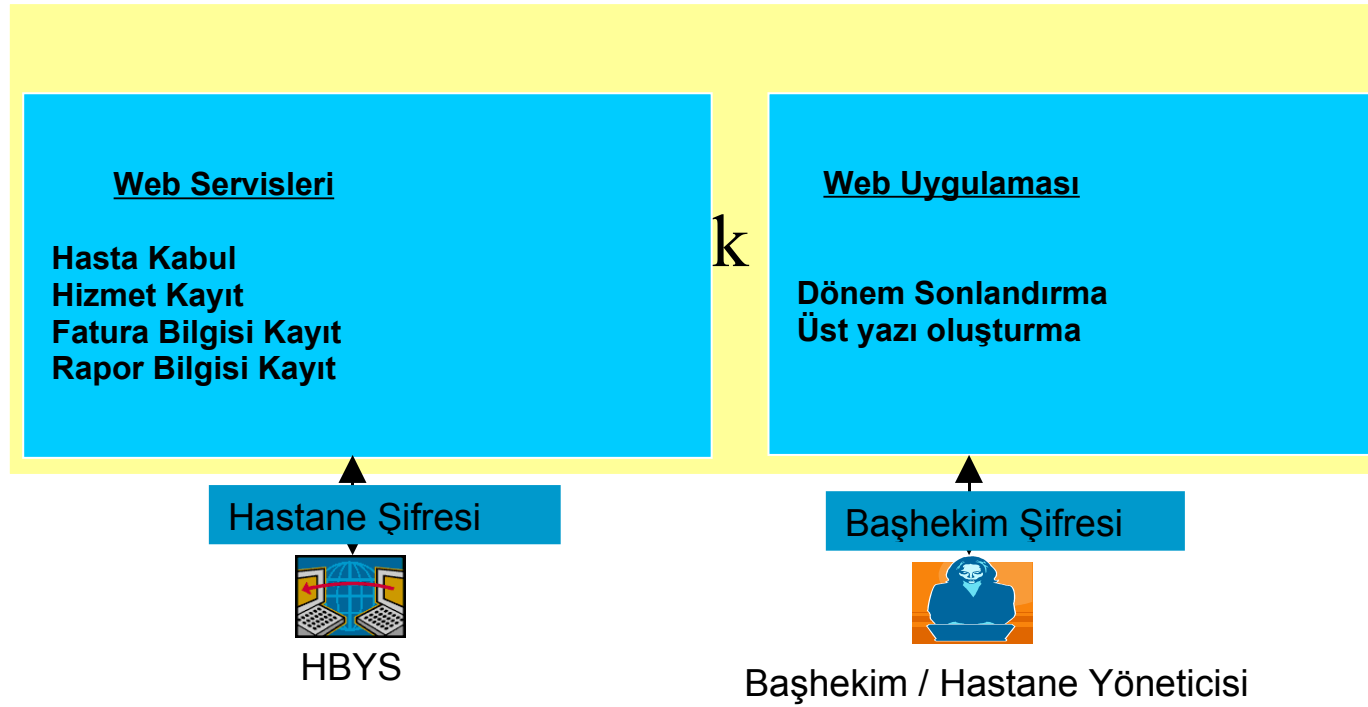 Web Servisleri
Hasta Kabul
Hizmet Kayıt
Fatura Bilgisi Kayıt
Rapor Bilgisi Kayıt
k
Web Uygulaması
Dönem Sonlandırma
Üst yazı oluşturma
Hastane Şifresi
HBYS
Başhekim Şifresi
Başhekim / Hastane Yöneticisi